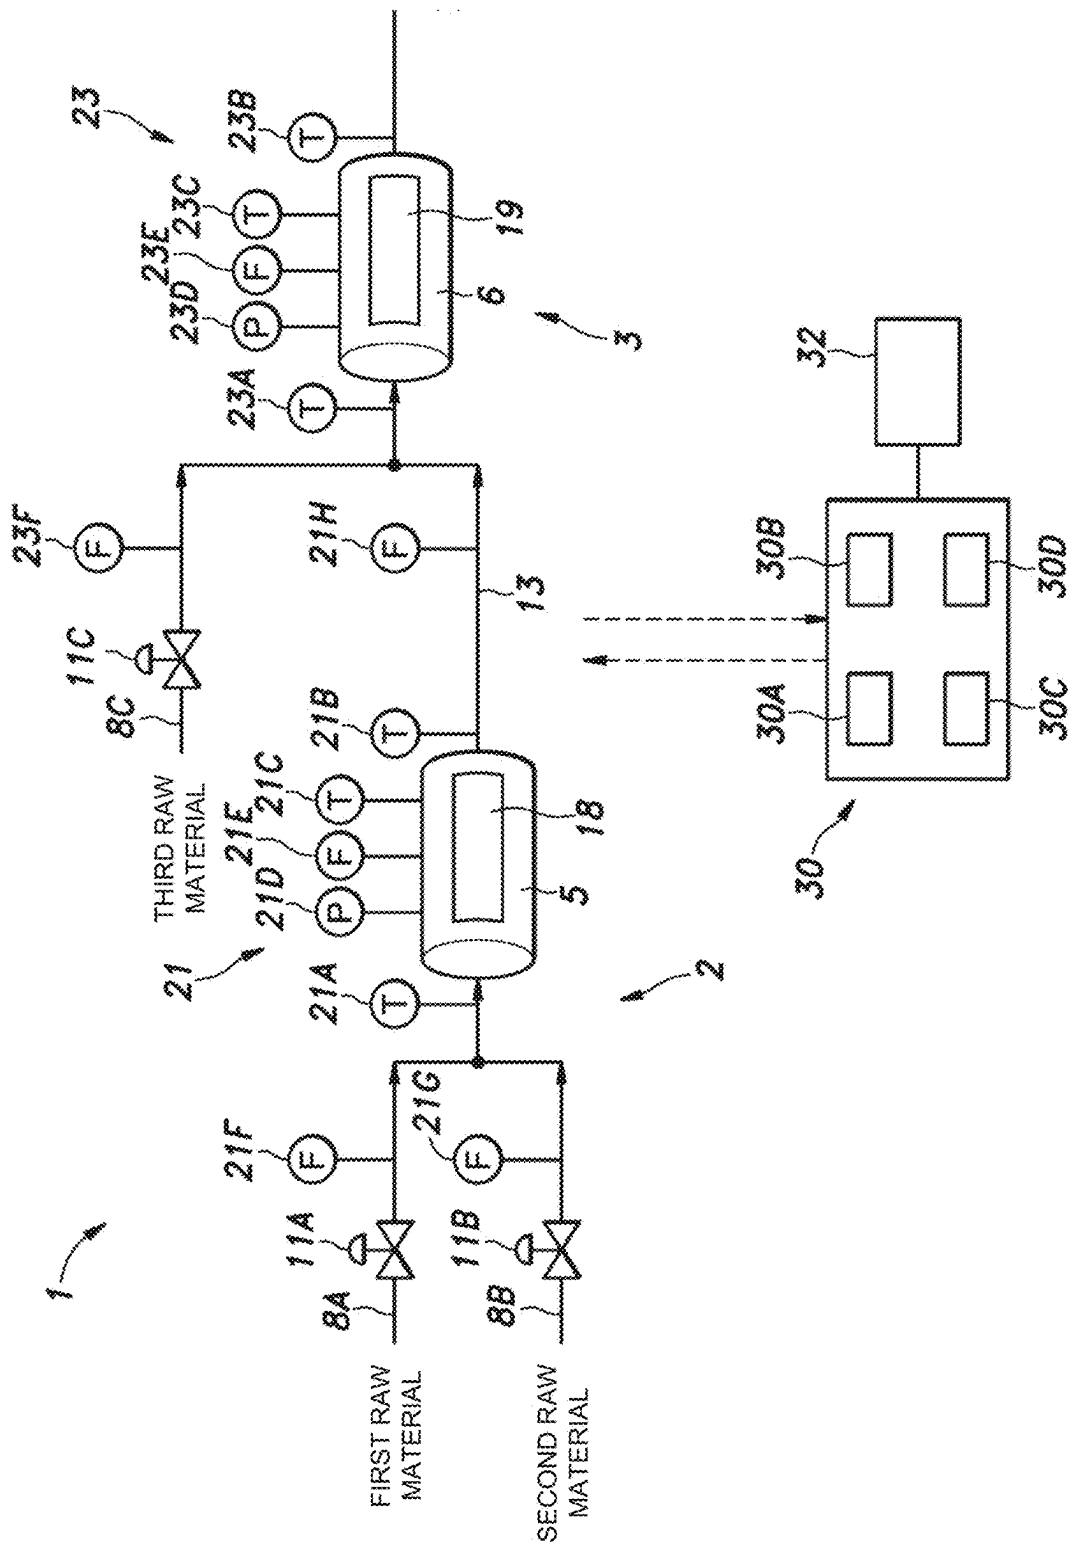 1
23
23F
F
11C
8C
THIRD RAW
MATERIAL
21
21F
F
21D
21E
21C
P
F
T
23A
T
23D
23E
23C
P
F
T
23B
T
11A
8A
FIRST RAW
MATERIAL
21G
F
21A
T
21B
T
21H
F
13
6
19
3
11B
8B
SECOND RAW
MATERIAL
5
18
2
30
30A
30B
30C
30D
32